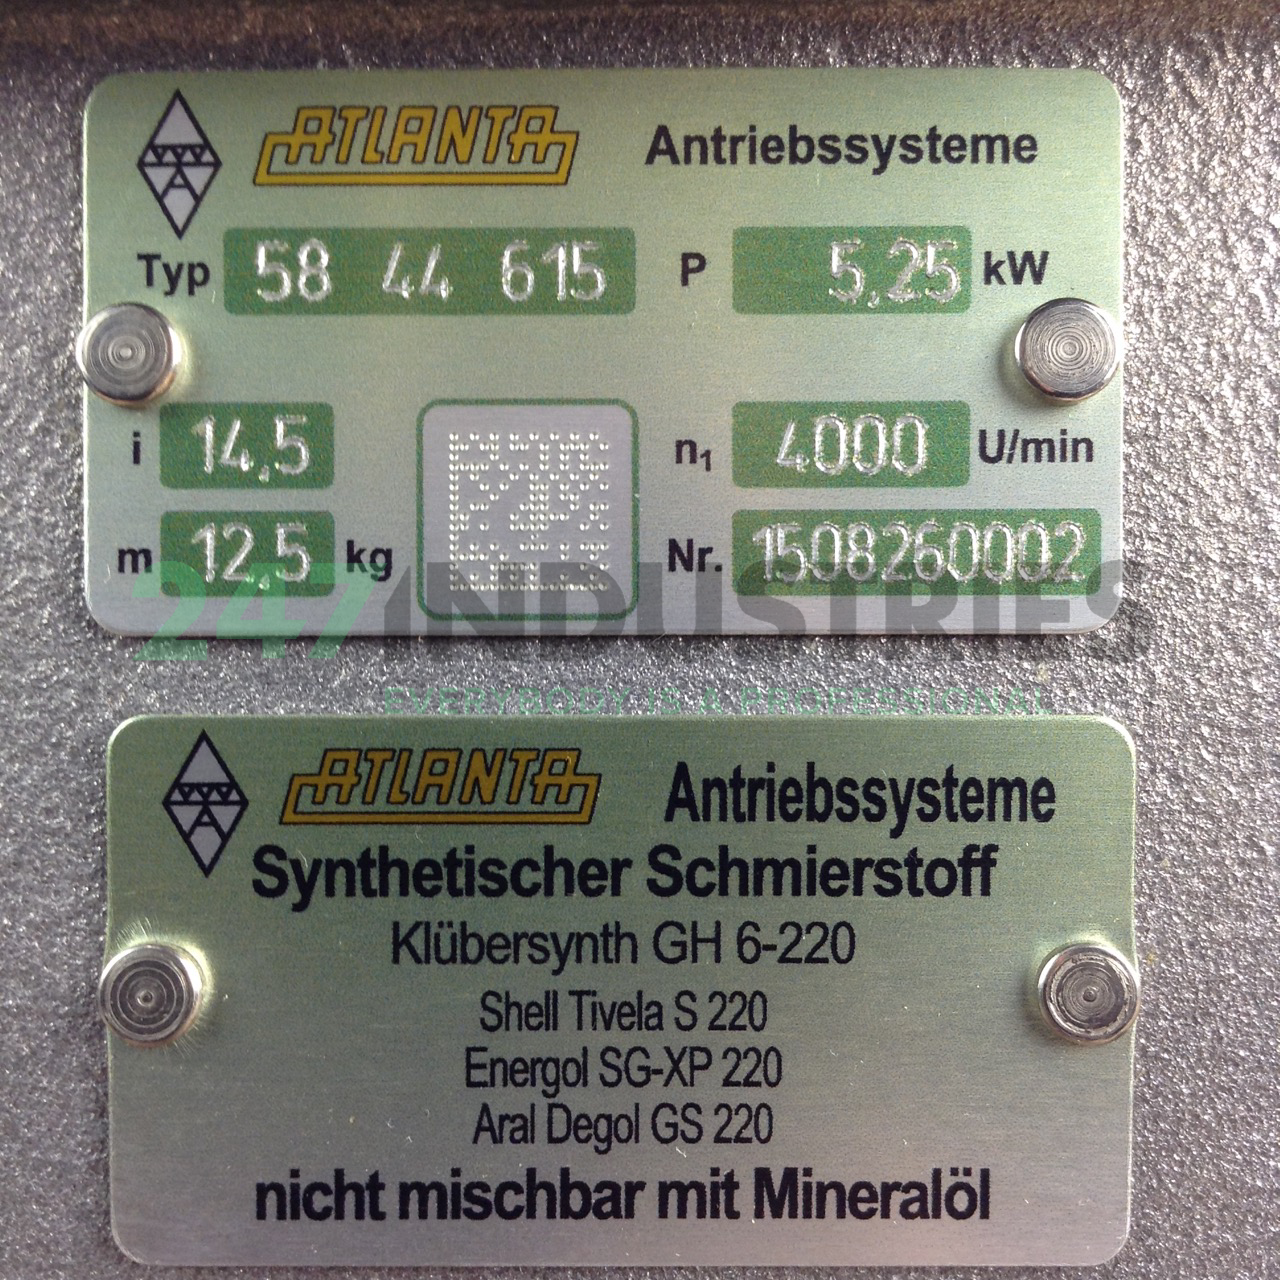 ATLANTA Antriebssysteme
Typ 58 44 615 P 5,25 kW
i 14,5 n1 4000 U/min
m 12,5 kg Nr. 1508260002
247INDUSTRIES
EVERYBODY IS A PROFESSIONAL
ATLANTA Antriebssysteme
Synthetischer Schmierstoff
Klübersynth GH 6-220
Shell Tivela S 220
Energol SG-XP 220
Aral Degol GS 220
nicht mischbar mit Mineralöl